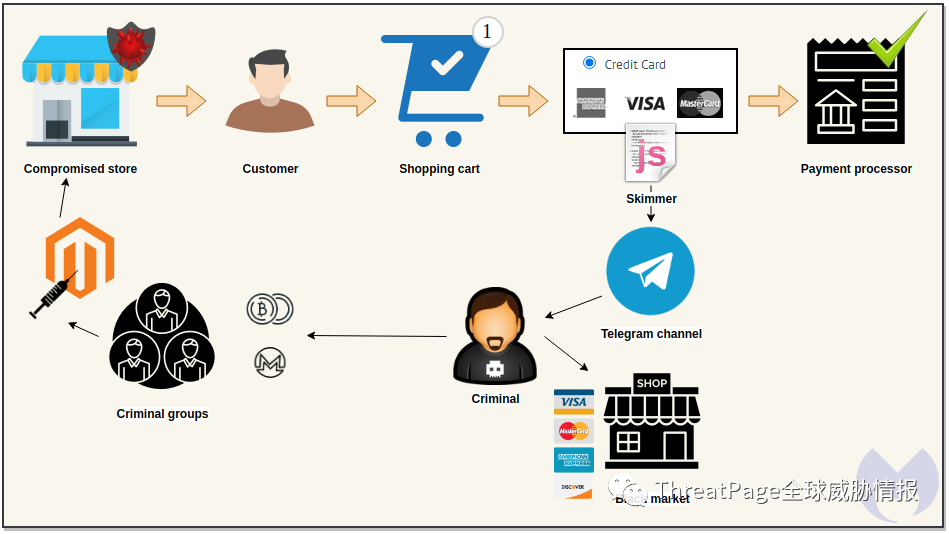 1
Credit Card
AMERICAN EXPRESS
VISA
MasterCard
JS
Compromised store
Customer
Shopping cart
Payment processor
Skimmer
Telegram channel
Criminal
Criminal groups
SHOP
VISA
MasterCard
AMERICAN EXPRESS
DISCOVER
market
ThreatPage全球威胁情报